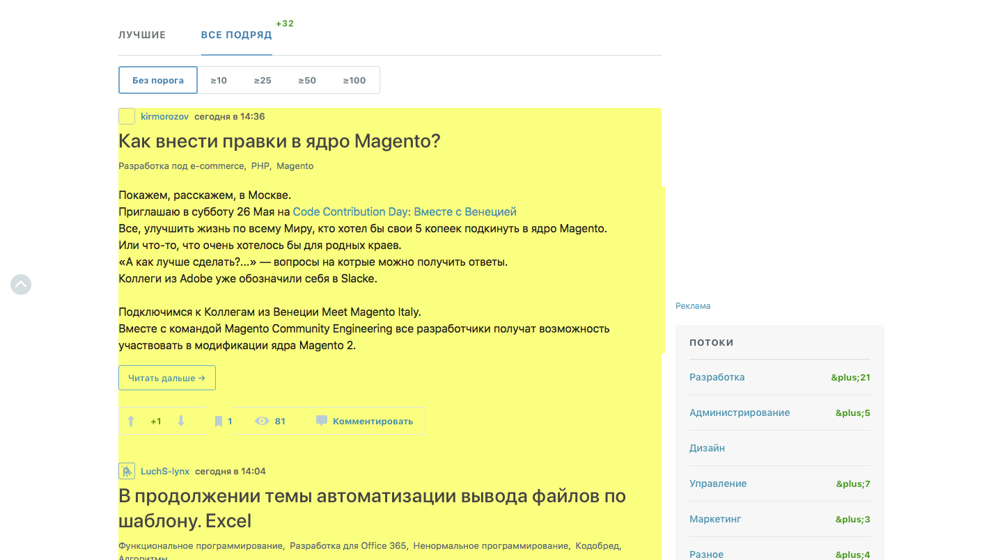 +32
ЛУЧШИЕ ВСЕ ПОДРЯД
Без порога ≥10 ≥25 ≥50 ≥100
kirmorozov сегодня в 14:36
Как внести правки в ядро Magento?
Разработка под e-commerce, PHP, Magento
Покажем, расскажем, в Москве.
Приглашаю в субботу 26 Мая на Code Contribution Day: Вместе с Венецией
Все, улучшить жизнь по всему Миру, кто хотел бы свои 5 копеек подкинуть в ядро Magento.
Или что-то, что очень хотелось бы для родных краев.
«А как лучше сделать?...» — вопросы на котрые можно получить ответы.
Коллеги из Adobe уже обозначили себя в Slacke.
Подключимся к Коллегам из Венеции Meet Magento Italy.
Вместе с командой Magento Community Engineering все разработчики получат возможность
участвовать в модификации ядра Magento 2.
Читать дальше →
+1 1 81 Комментировать
LuchS-lynx сегодня в 14:04
В продолжении темы автоматизации вывода файлов по
шаблону. Excel
Функциональное программирование, Разработка для Office 365, Ненормальное программирование, Кодобред,
Алгоритмы
Реклама
ПОТОКИ
Разработка &plus;21
Администрирование &plus;5
Дизайн
Управление &plus;7
Маркетинг &plus;3
Разное &plus;4